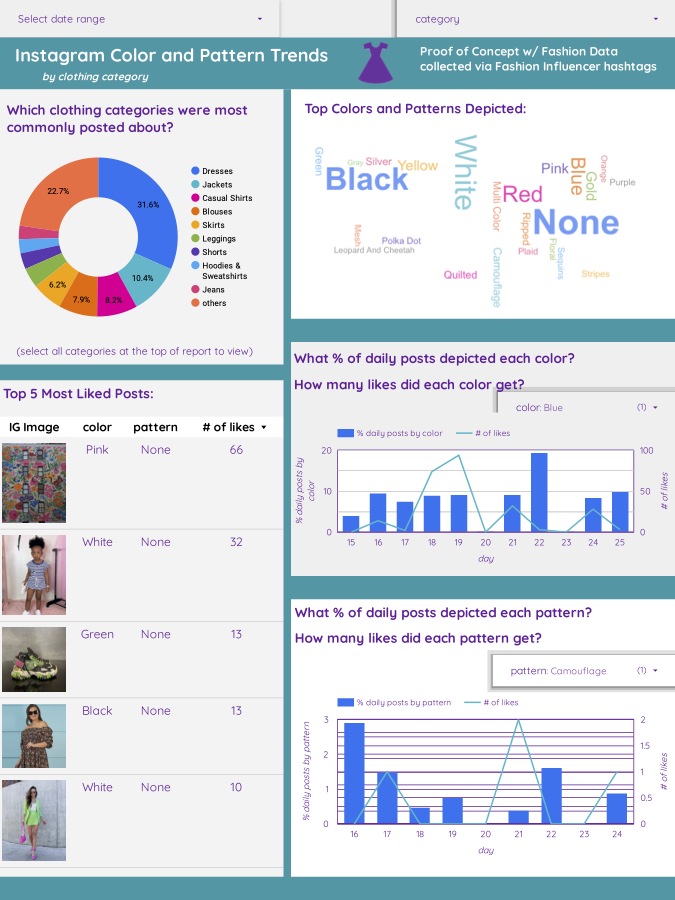 Select date range
category
Instagram Color and Pattern Trends
by clothing category
Proof of Concept w/ Fashion Data
collected via Fashion Influencer hashtags
Which clothing categories were most
commonly posted about?
22.7%
31.6%
10.4%
8.2%
7.9%
6.2%
Dresses
Jackets
Casual Shirts
Blouses
Skirts
Leggings
Shorts
Hoodies &
Sweatshirts
Jeans
others
(select all categories at the top of report to view)
Top Colors and Patterns Depicted:
Green
Gray
Silver
Yellow
Black
White
Pink
Blue
Orange
Gold
Purple
Multi Color
Red
Ripped
None
Mesh
Polka Dot
Leopard And Cheetah
Plaid
Floral
Sequins
Quilted
Camouflage
Stripes
Top 5 Most Liked Posts:
IG Image color pattern # of likes
Pink None 66
White None 32
Green None 13
Black None 13
White None 10
What % of daily posts depicted each color?
How many likes did each color get?
color: Blue (1)
% daily posts by color # of likes
% daily posts by
color
20
10
0
100
50
0
# of likes
15 16 17 18 19 20 21 22 23 24 25
day
What % of daily posts depicted each pattern?
How many likes did each pattern get?
pattern: Camouflage (1)
% daily posts by pattern # of likes
% daily posts by pattern
3
2
1
0
2
1.5
1
0.5
0
# of likes
16 17 18 19 20 21 22 23 24
day